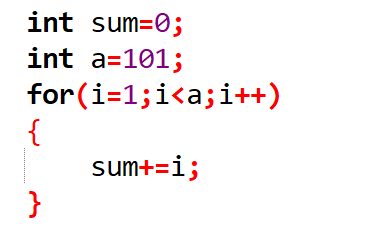 int sum=0;
int a=101;
for(i=1;i<a;i++)
{
    sum+=i;
}